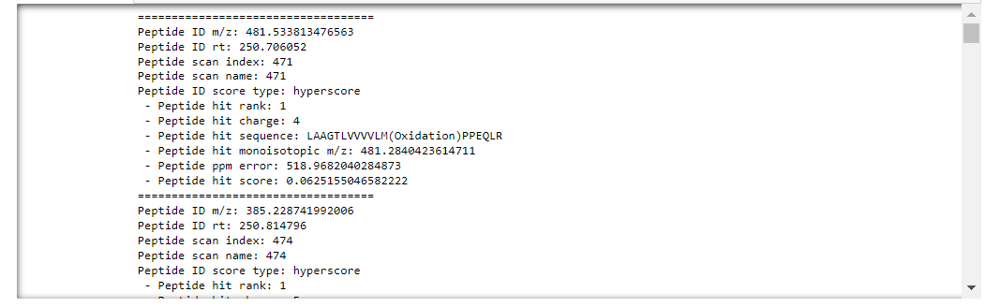 ===================================
Peptide ID m/z: 481.533813476563
Peptide ID rt: 250.706052
Peptide scan index: 471
Peptide scan name: 471
Peptide ID score type: hyperscore
- Peptide hit rank: 1
- Peptide hit charge: 4
- Peptide hit sequence: LAAGTLVVVVLM(Oxidation)PPEQLR
- Peptide hit monoisotopic m/z: 481.2840423614711
- Peptide ppm error: 518.9682040284873
- Peptide hit score: 0.0625155046582222
===================================
Peptide ID m/z: 385.228741992006
Peptide ID rt: 250.814796
Peptide scan index: 474
Peptide scan name: 474
Peptide ID score type: hyperscore
- Peptide hit rank: 1